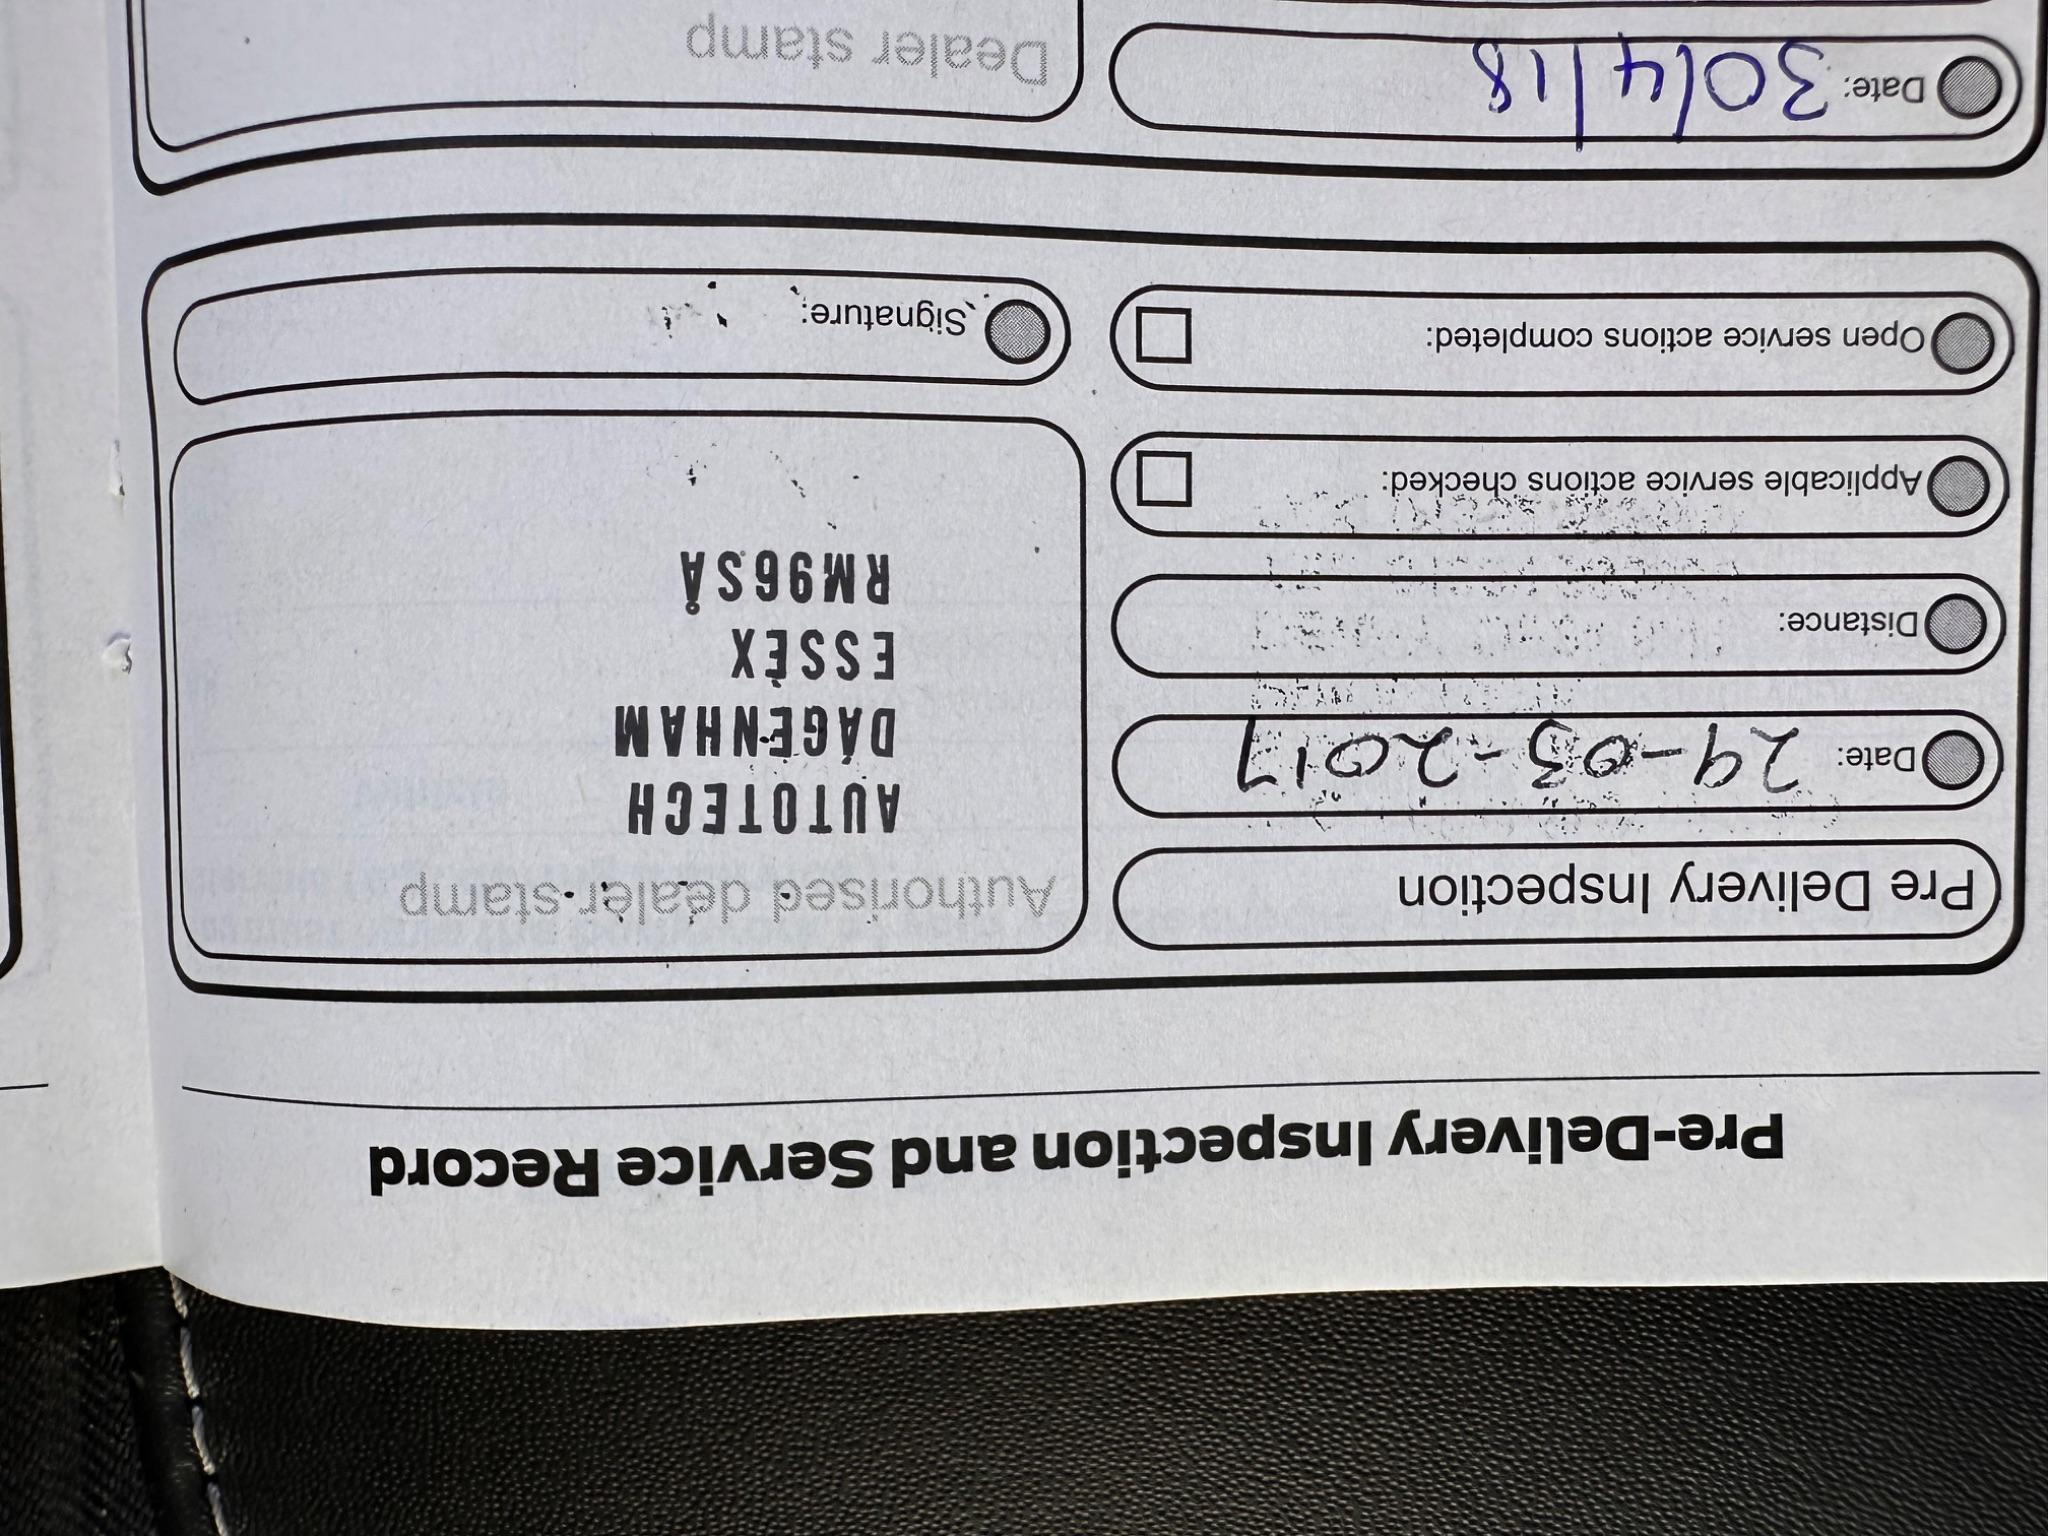 Pre-Delivery Inspection and Service Record
Pre Delivery Inspection
Date: 29-03-2017
Distance:
Applicable service actions checked:
Open service actions completed:
Authorised dealer stamp
AUTOTECH
DAGENHAM
ESSEX
RM96SA
Signature:
Date: 30/4/18
Dealer stamp